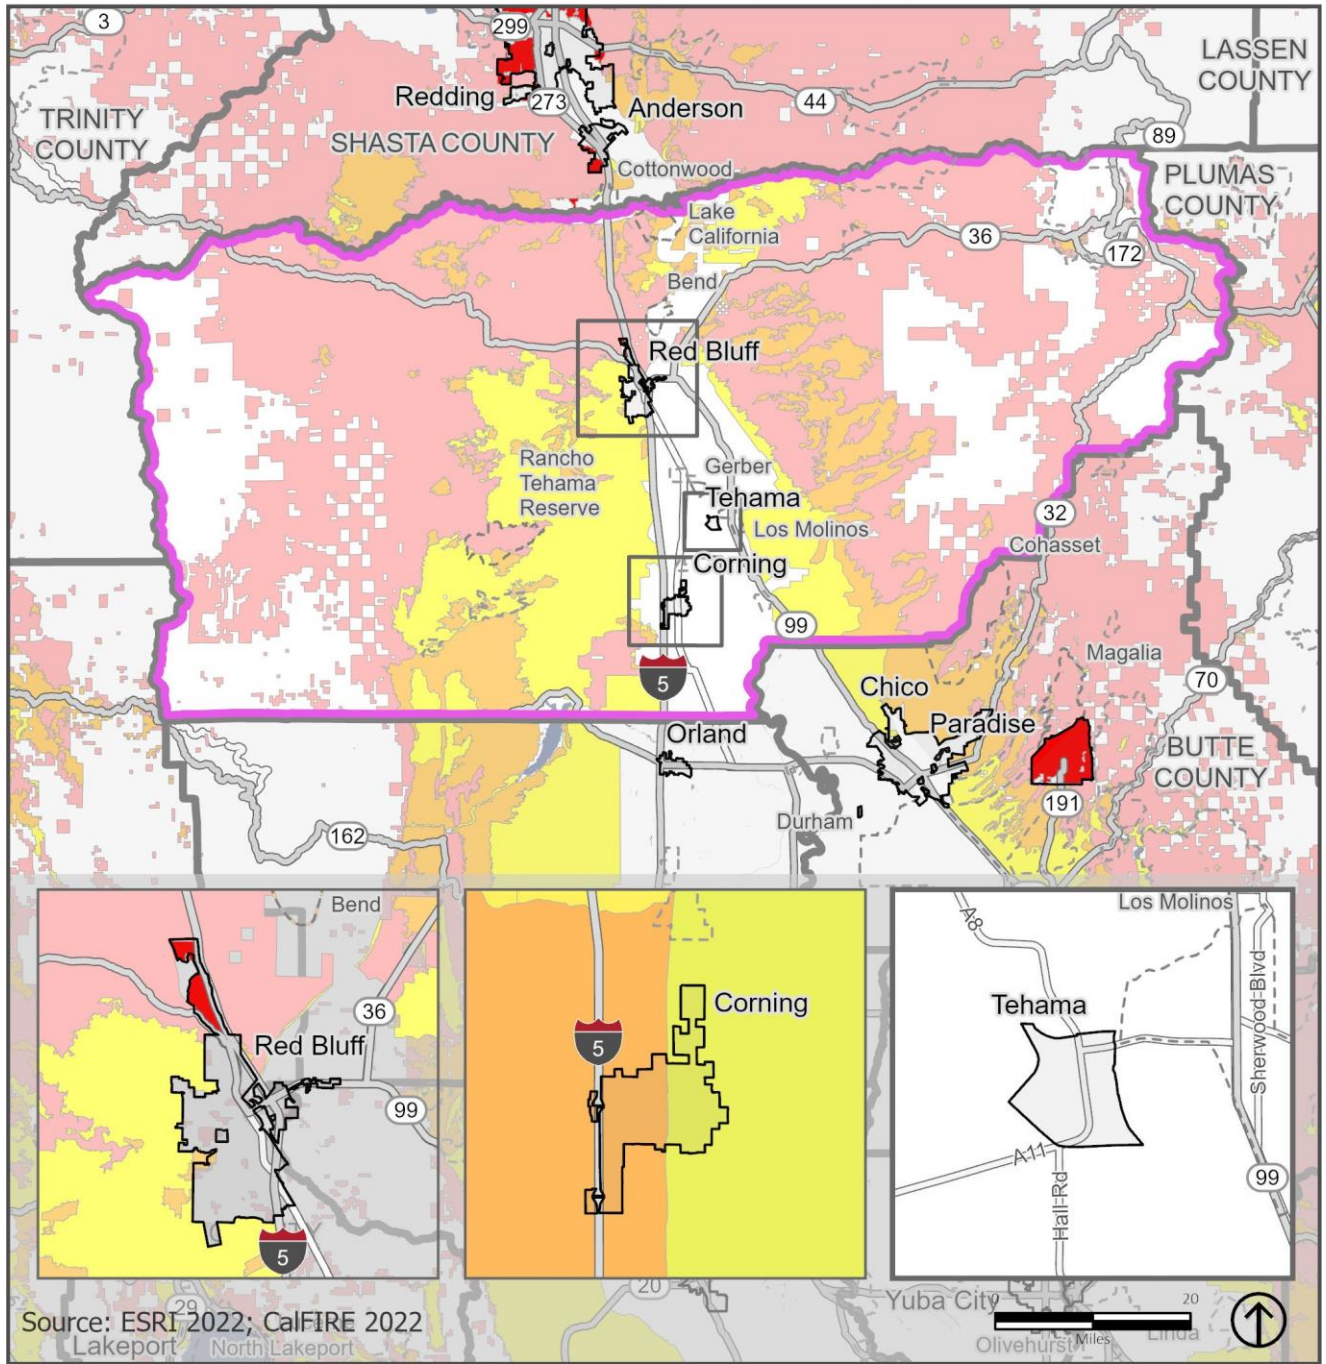 3
299
LASSEN
COUNTY
Redding
273
Anderson
44
TRINITY
COUNTY
SHASTA COUNTY
89
Cottonwood
PLUMAS
COUNTY
Lake
California
36
172
Bend
Red Bluff
Rancho
Tehama
Reserve
Gerber
Tehama
Los Molinos
32
Cohasset
Corning
99
Magalia
5
70
Chico
Paradise
Orland
BUTTE
COUNTY
191
Durham
162
Bend
36
Red Bluff
99
5
Corning
5
Los Molinos
A8
Tehama
Sherwood Blvd
A11
Hall Rd
99
20
29
Yuba City
0 20
Miles
Source: ESRI 2022; CalFIRE 2022
Lakeport
North Lakeport
Olivehurst
Linda